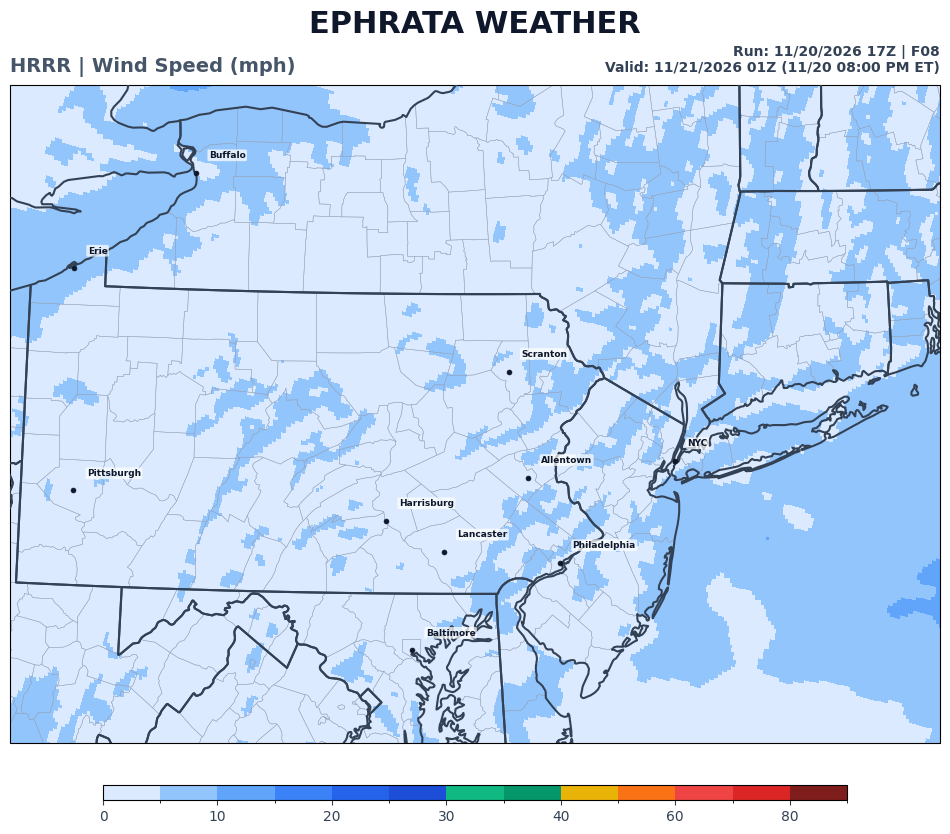 EPHRATA WEATHER
HRRR | Wind Speed (mph)
Run: 11/20/2026 17Z | F08
Valid: 11/21/2026 01Z (11/20 08:00 PM ET)
Buffalo
Erie
Scranton
NYC
Allentown
Pittsburgh
Harrisburg
Lancaster
Philadelphia
Baltimore
0 10 20 30 40 60 80